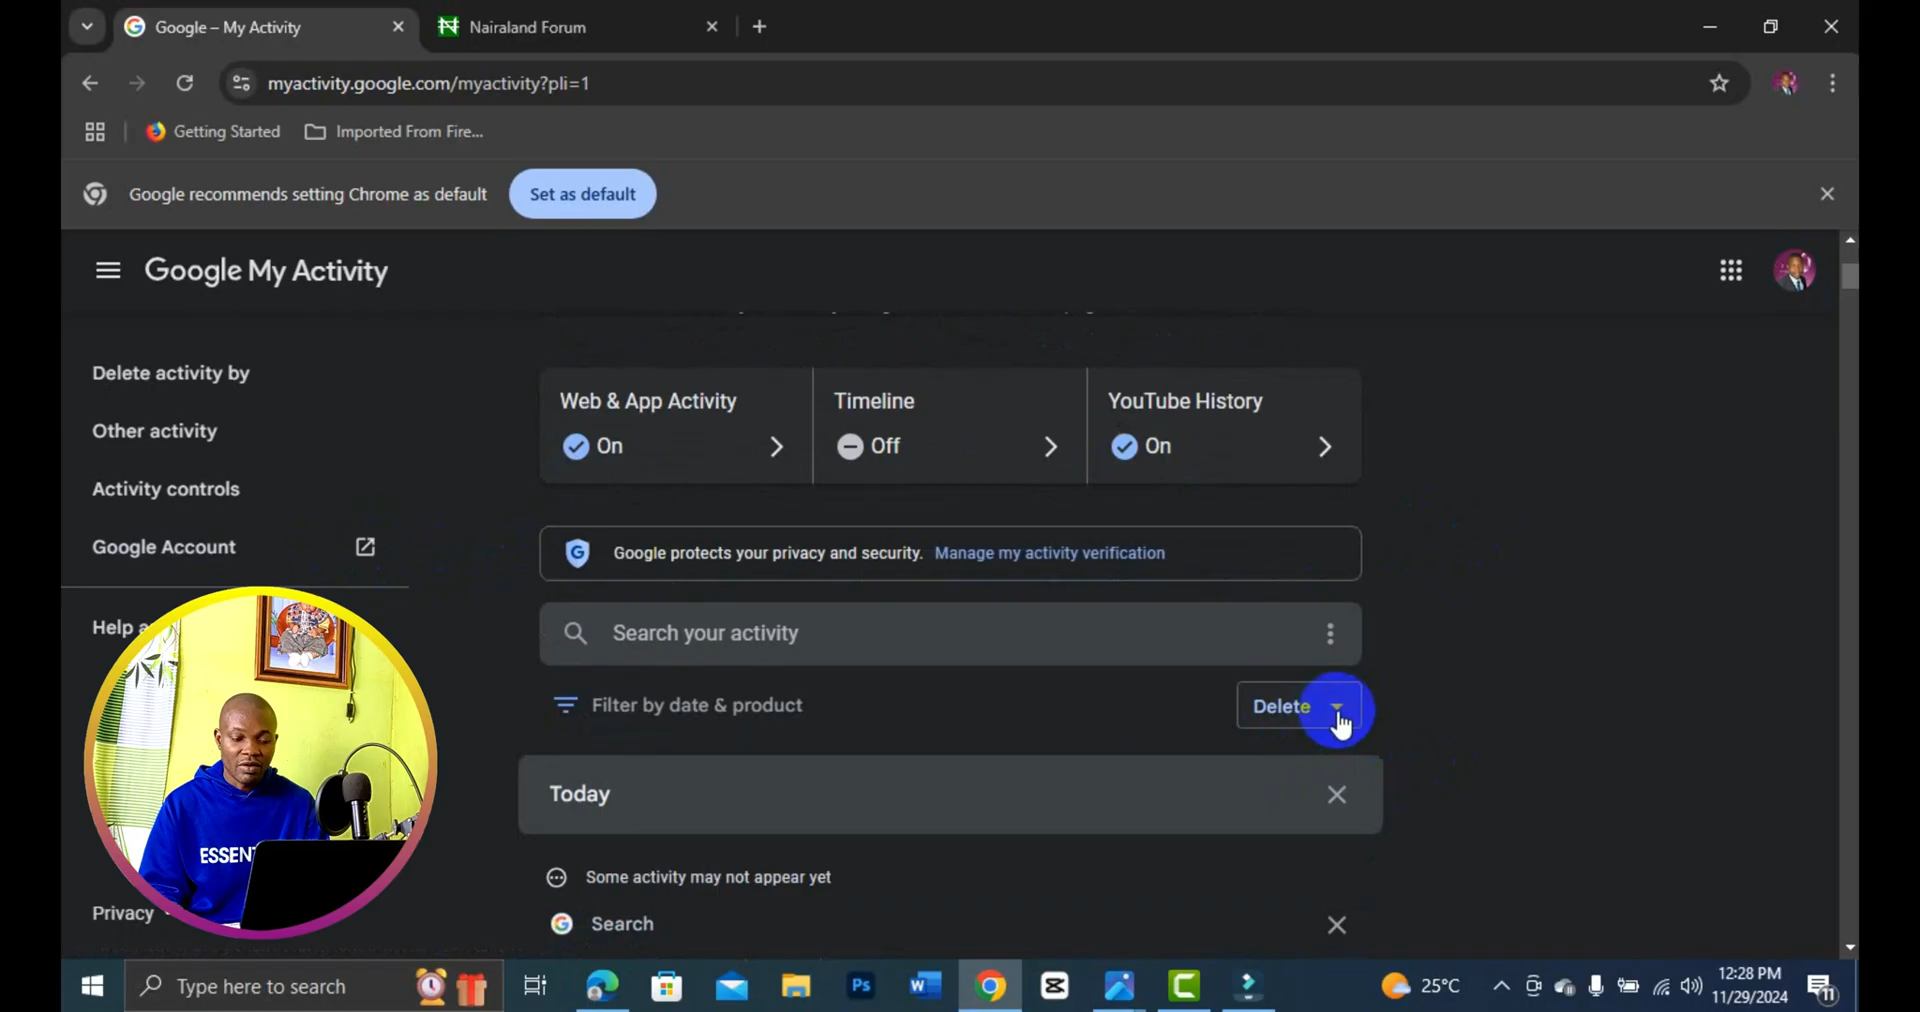 Google – My Activity
Nairaland Forum
myactivity.google.com/myactivity?pli=1
Getting Started
Imported From Fire...
Google recommends setting Chrome as default
Set as default
Google My Activity
Delete activity by
Other activity
Activity controls
Google Account
Help
Privacy
Web & App Activity
On
Timeline
Off
YouTube History
On
Google protects your privacy and security. Manage my activity verification
Search your activity
Filter by date & product
Delete
Today
Some activity may not appear yet
Search
ESSENT
Type here to search
Ps
W
25°C
12:28 PM
11/29/2024
11